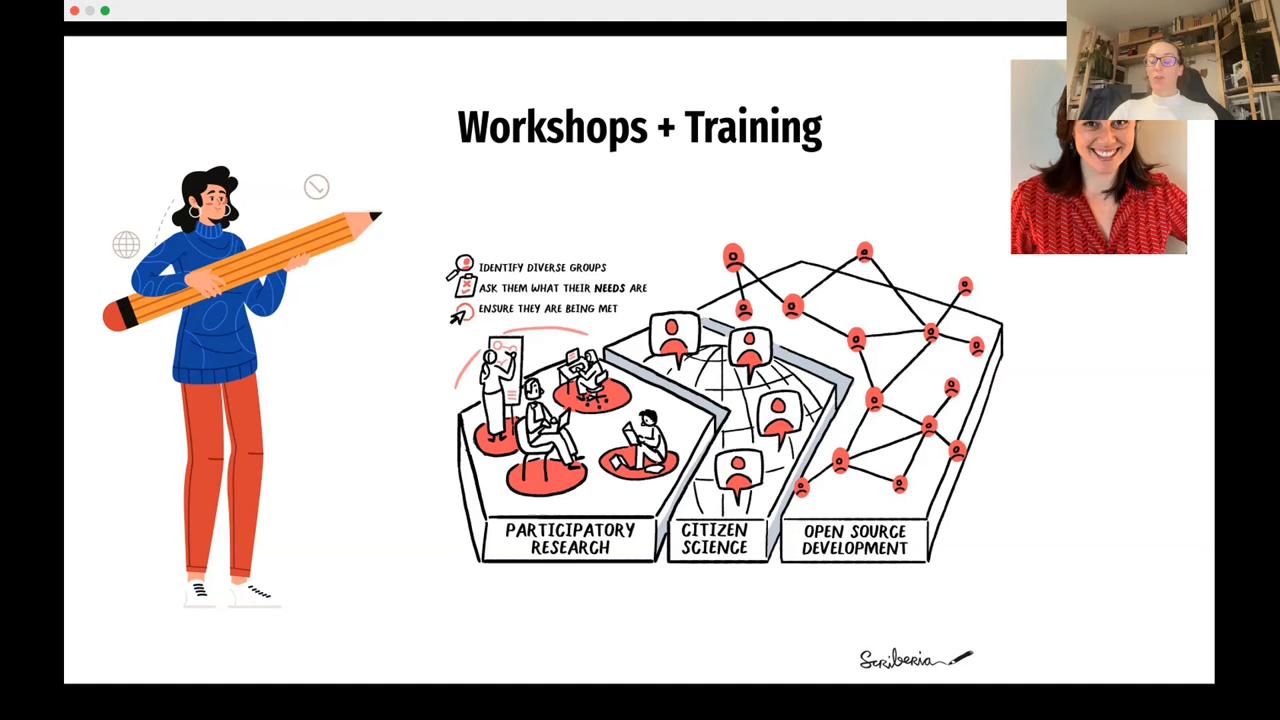 Workshops + Training
IDENTIFY DIVERSE GROUPS
ASK THEM WHAT THEIR NEEDS ARE
ENSURE THEY ARE BEING MET
PARTICIPATORY
RESEARCH
CITIZEN
SCIENCE
OPEN SOURCE
DEVELOPMENT
Scriberia